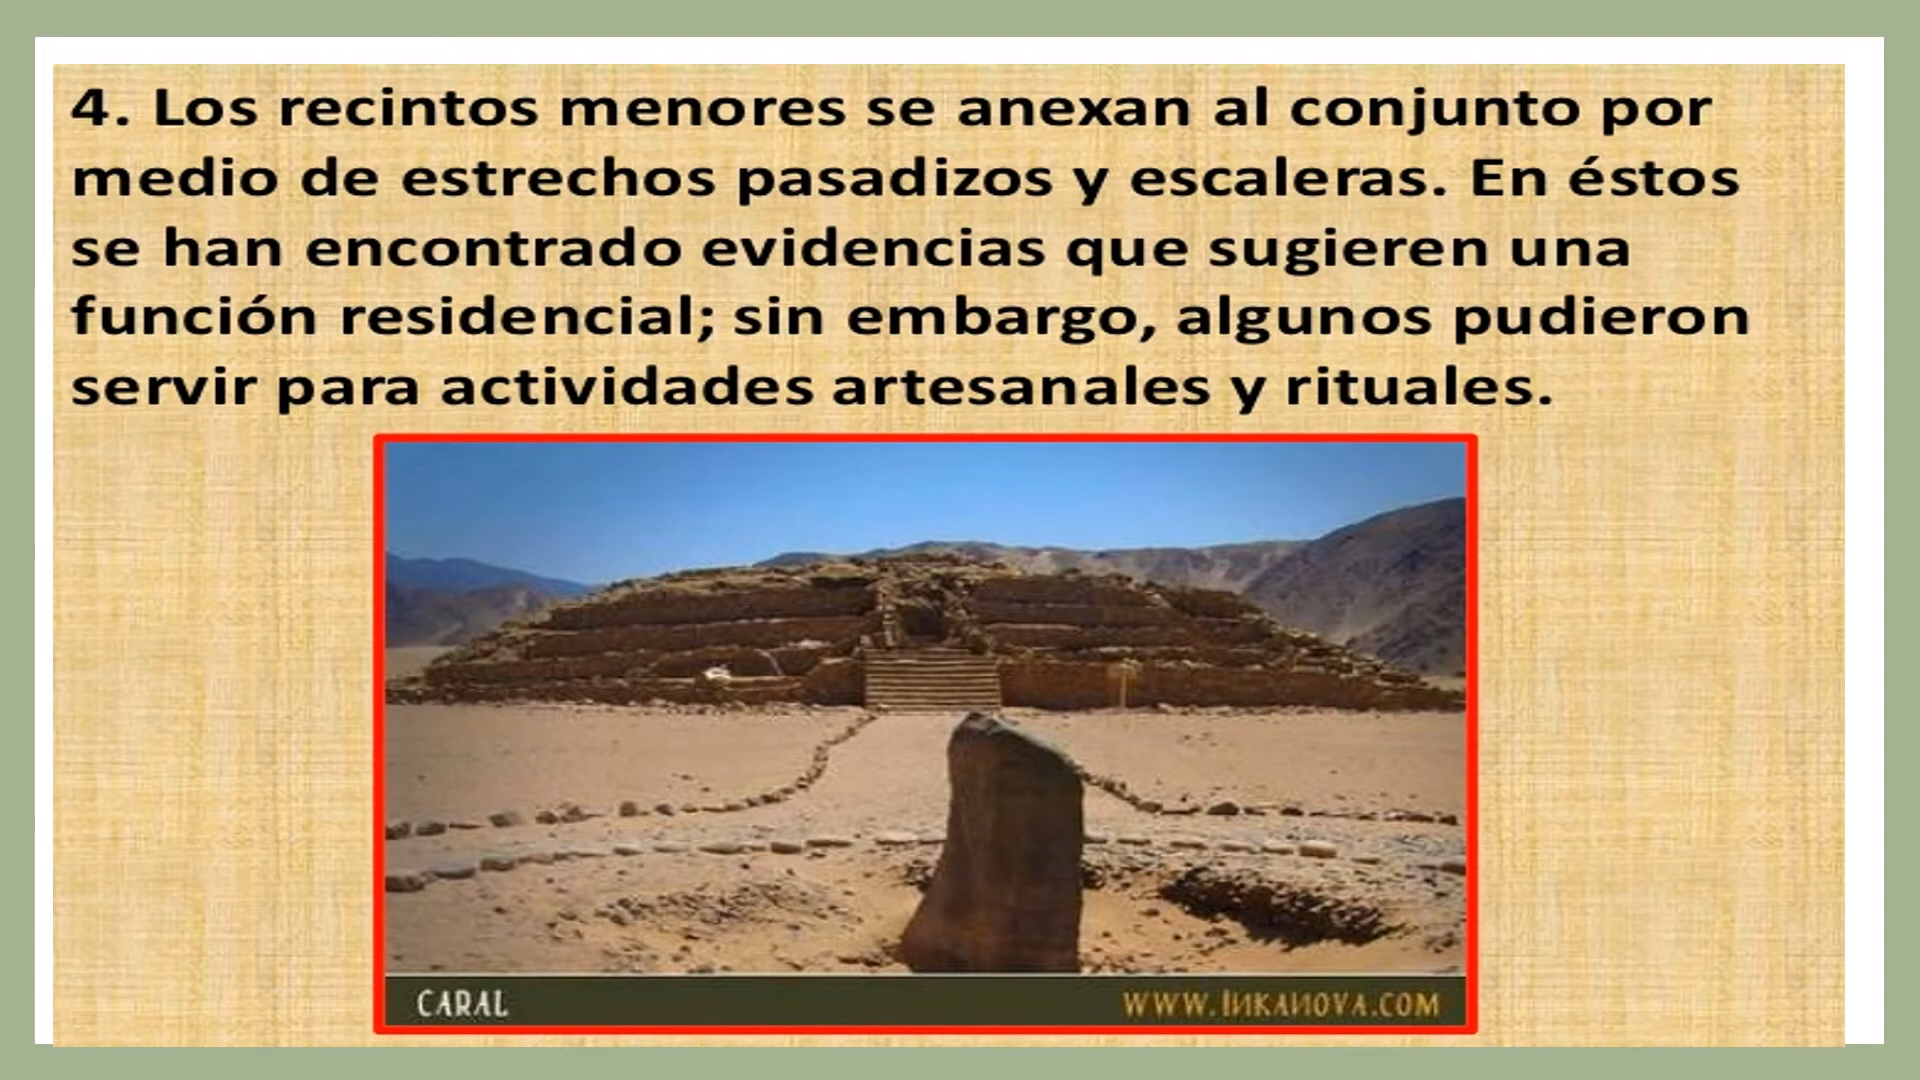 4. Los recintos menores se anexan al conjunto por
medio de estrechos pasadizos y escaleras. En éstos
se han encontrado evidencias que sugieren una
función residencial; sin embargo, algunos pudieron
servir para actividades artesanales y rituales.
CARAL
WWW.INKANOVA.COM